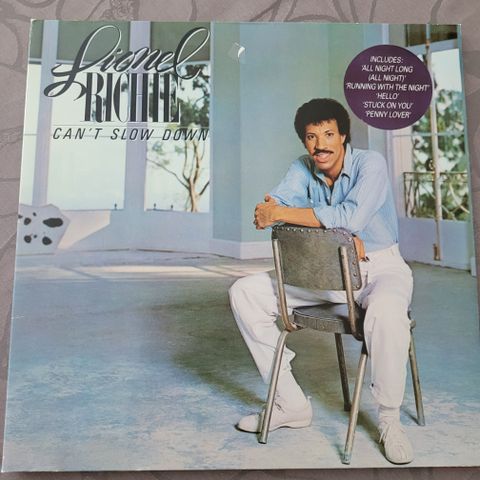 Lionel
RICHIE
CAN'T SLOW DOWN
INCLUDES:
'ALL NIGHT LONG
(ALL NIGHT)'
'RUNNING WITH THE NIGHT'
'HELLO'
'STUCK ON YOU'
'PENNY LOVER'